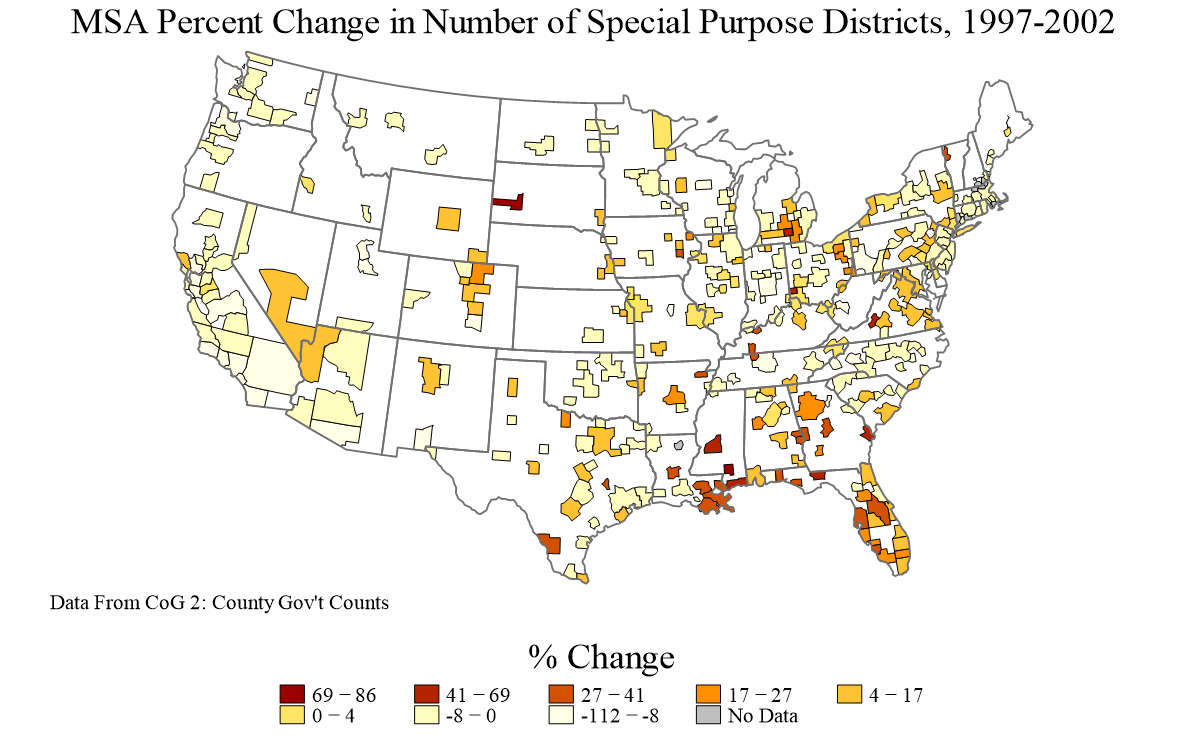 MSA Percent Change in Number of Special Purpose Districts, 1997-2002
Data From CoG 2: County Gov't Counts
% Change
69 − 86 41 − 69 27 − 41 17 − 27 4 − 17
0 − 4 -8 − 0 -112 − -8 No Data